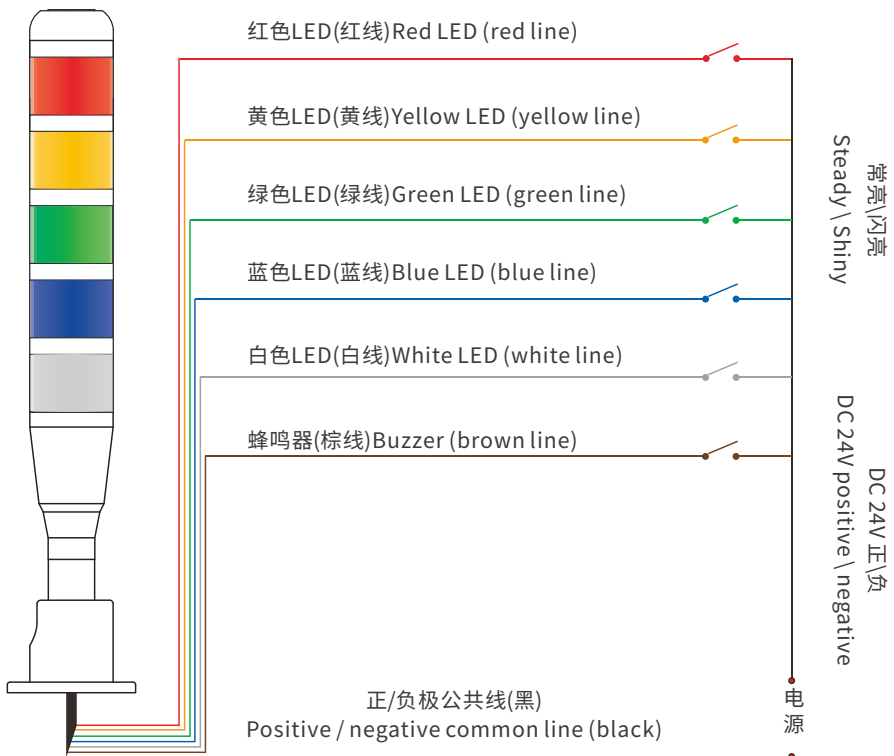 红色LED(红线)Red LED (red line)
黄色LED(黄线)Yellow LED (yellow line)
绿色LED(绿线)Green LED (green line)
蓝色LED(蓝线)Blue LED (blue line)
白色LED(白线)White LED (white line)
蜂鸣器(棕线)Buzzer (brown line)
常亮\闪亮
Steady \ Shiny
DC 24V 正\负
DC 24V positive \ negative
电源
正/负极公共线(黑)
Positive / negative common line (black)